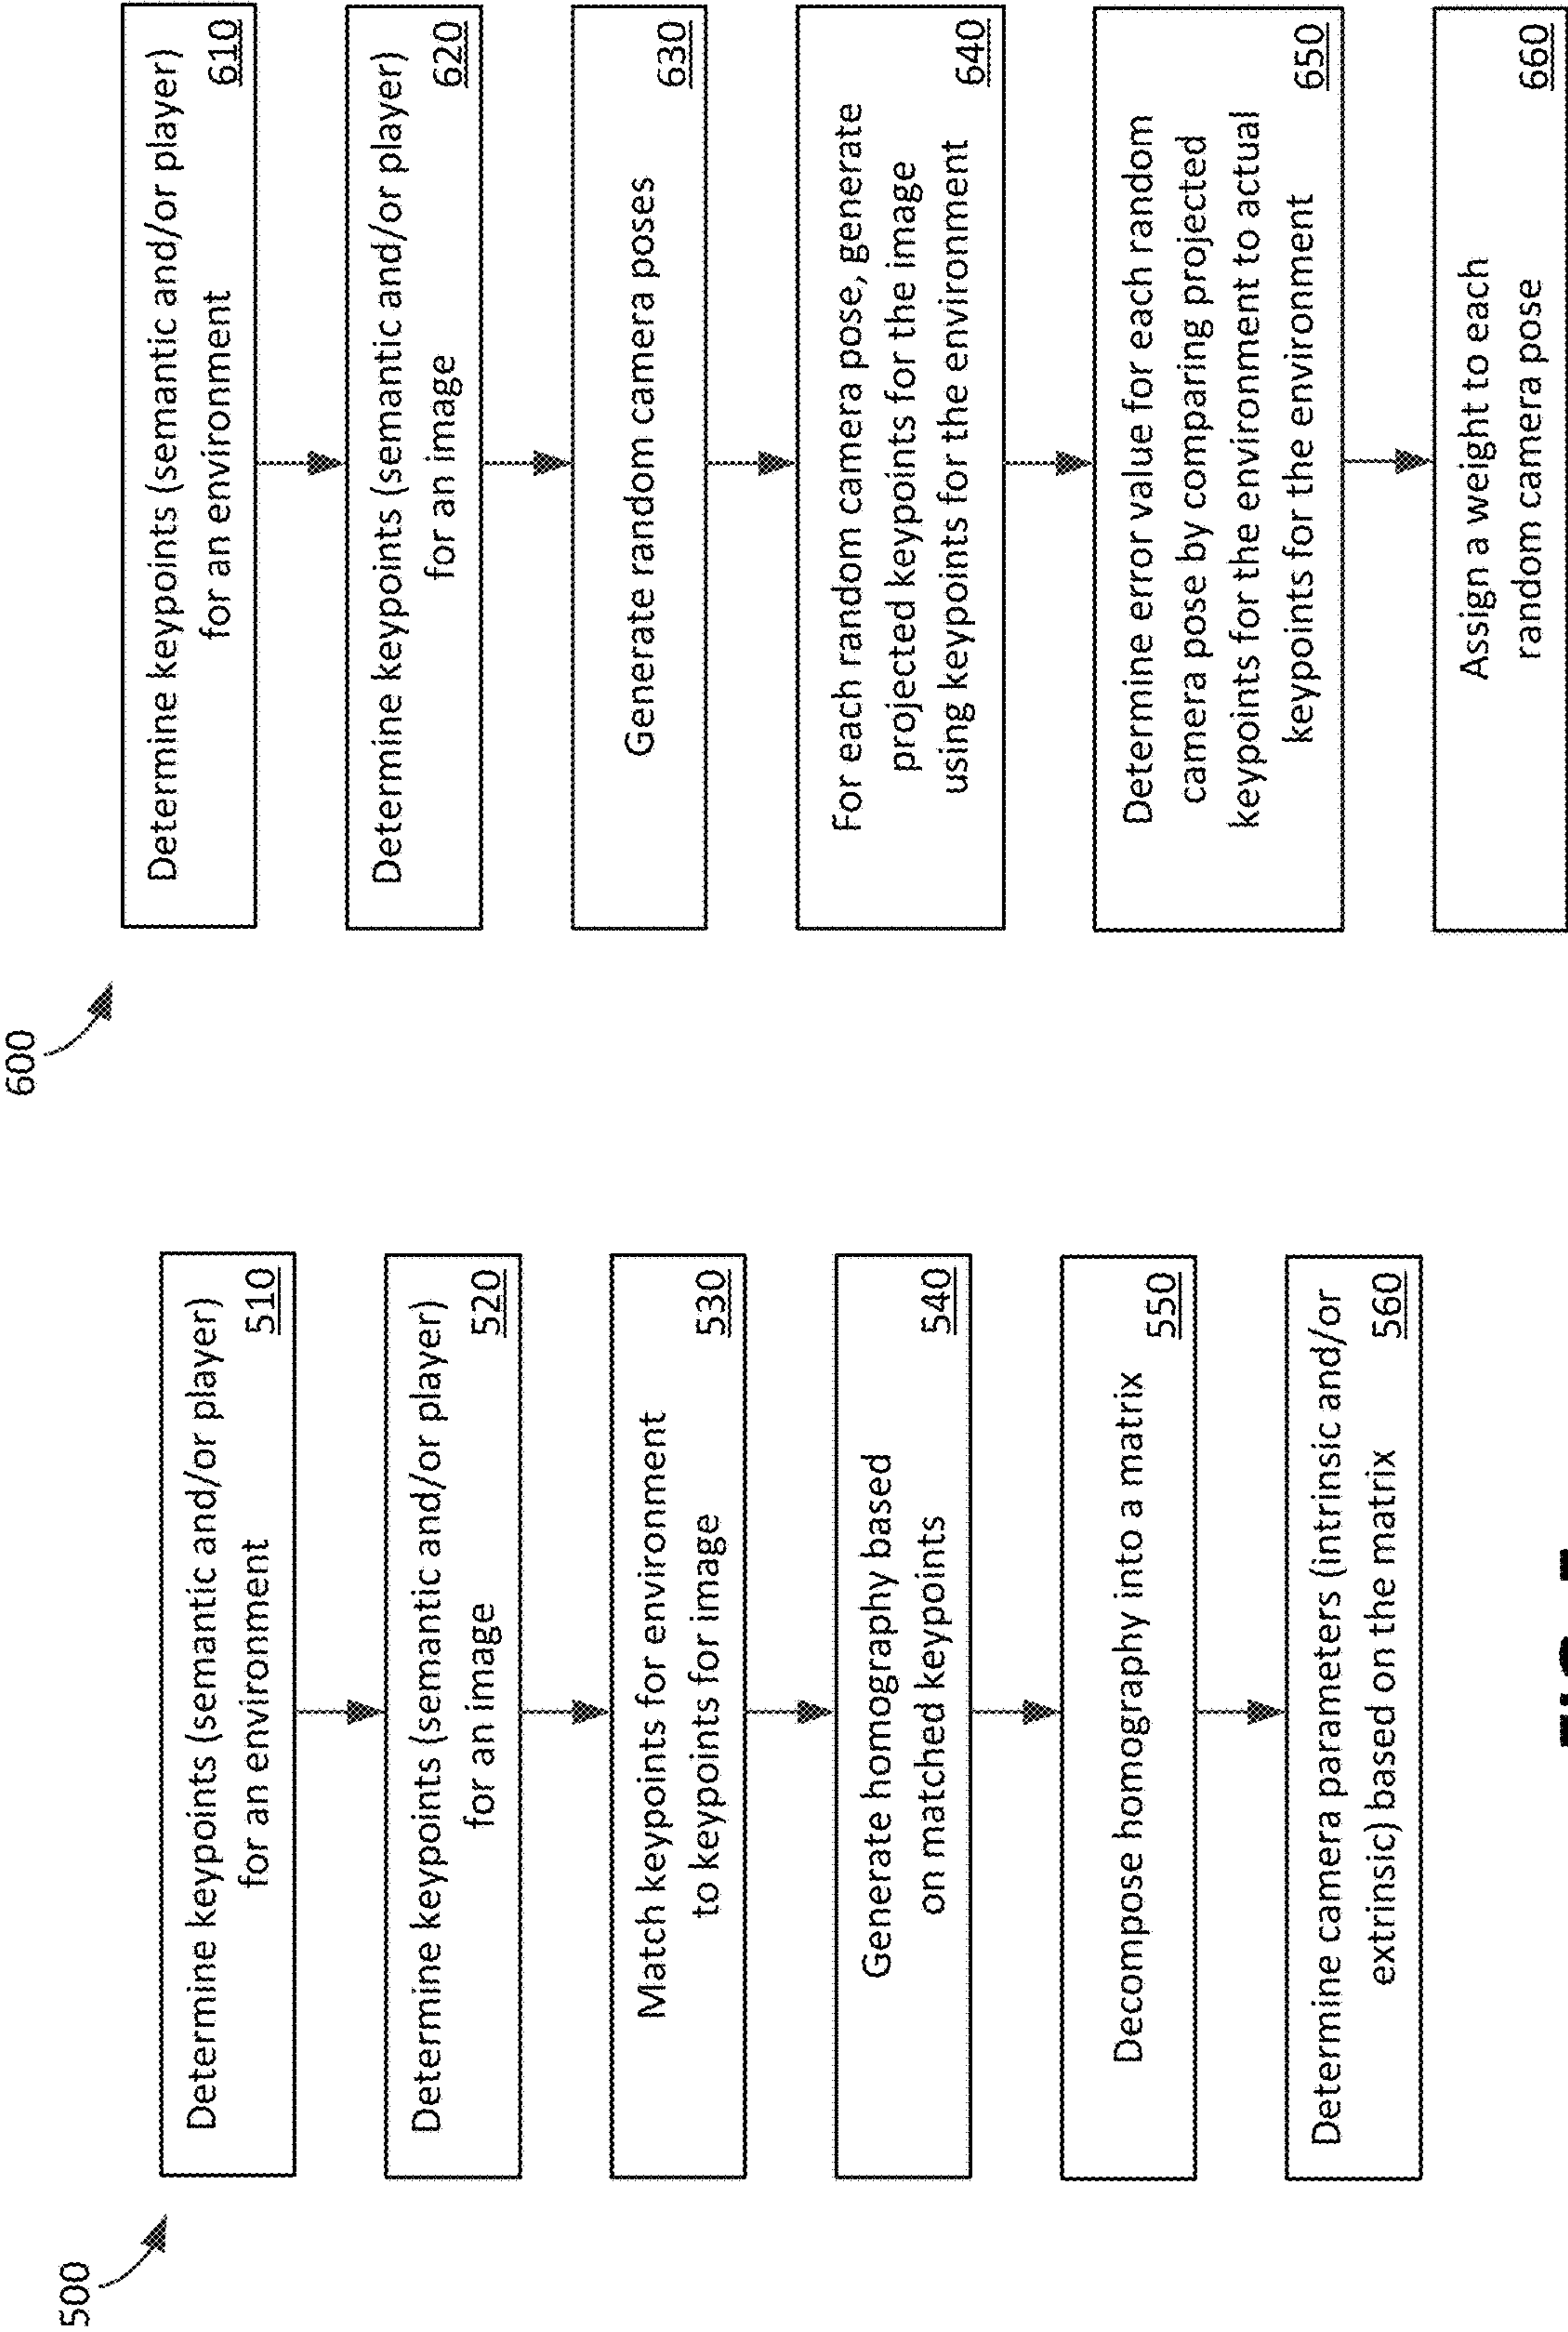 500
Determine keypoints (semantic and/or player)
for an environment
510
Determine keypoints (semantic and/or player)
for an image
520
Match keypoints for environment
to keypoints for image
530
Generate homography based
on matched keypoints
540
Decompose homography into a matrix
550
Determine camera parameters (intrinsic and/or
extrinsic) based on the matrix
560
600
Determine keypoints (semantic and/or player)
for an environment
610
Determine keypoints (semantic and/or player)
for an image
620
Generate random camera poses
630
For each random camera pose, generate
projected keypoints for the image
using keypoints for the environment
640
Determine error value for each random
camera pose by comparing projected
keypoints for the environment to actual
keypoints for the environment
650
Assign a weight to each
random camera pose
660